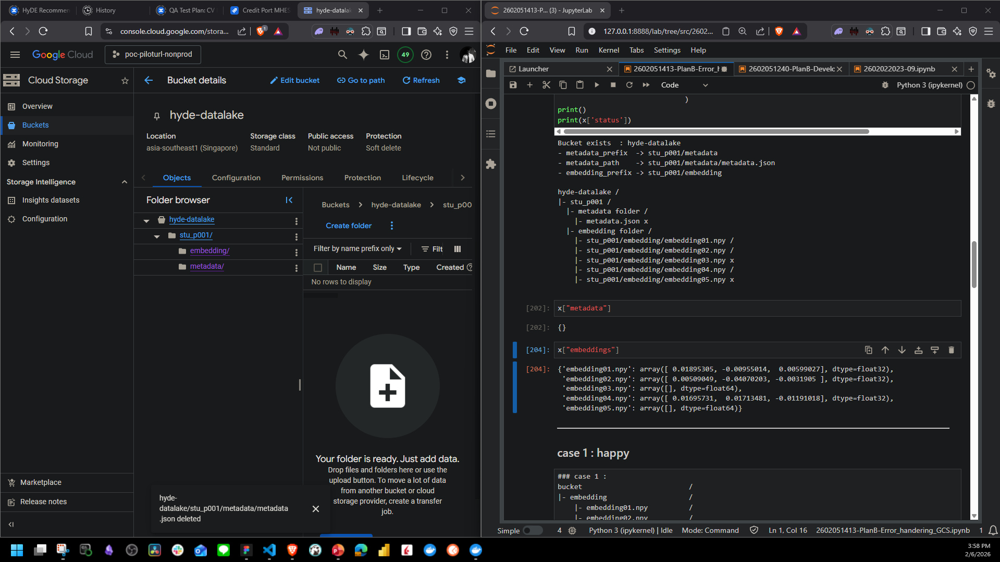 HyDE Recommen
History
QA Test Plan: CV
Credit Port MHES
hyde-datalak
console.cloud.google.com/stora...
Google Cloud
poc-piloturl-nonprod
49
Cloud Storage
Overview
Buckets
Monitoring
Settings
Storage Intelligence
Insights datasets
Configuration
Marketplace
Release notes
Bucket details
Edit bucket
Go to path
Refresh
hyde-datalake
Location
asia-southeast1 (Singapore)
Storage class
Standard
Public access
Not public
Protection
Soft delete
Objects
Configuration
Permissions
Protection
Lifecycle
Folder browser
hyde-datalake
stu_p001/
embedding/
metadata/
Buckets > hyde-datalake > stu_p00
Create folder
Filter by name prefix only
Filt
Name Size Type Created
No rows to display
Your folder is ready. Just add data.
Drop files and folders here or use the
upload button. To move a lot of data
from another bucket or cloud
storage provider, create a transfer
job.
hyde-
datalake/stu_p001/metadata/metadata
.json deleted
2602051413-P... (3) - JupyterLab
127.0.0.1:8888/lab/tree/src/2602...
File Edit View Run Kernel Tabs Settings Help
Launcher
2602051413-PlanB-Error_h
2602051240-PlanB-Develc
2602022023-09.ipynb
Code
Python 3 (ipykernel)
)
print()
print(x['status'])
Bucket exists  : hyde-datalake
- metadata_prefix  -> stu_p001/metadata
- metadata_path    -> stu_p001/metadata/metadata.json
- embedding_prefix -> stu_p001/embedding
hyde-datalake /
|- stu_p001 /
|- metadata folder /
|- metadata.json x
|- embedding folder /
|- stu_p001/embedding/embedding01.npy /
|- stu_p001/embedding/embedding02.npy /
|- stu_p001/embedding/embedding03.npy x
|- stu_p001/embedding/embedding04.npy /
|- stu_p001/embedding/embedding05.npy x
[202]: x["metadata"]
[202]: {}
[204]: x["embeddings"]
[204]: {'embedding01.npy': array([ 0.01895305, -0.00955014,  0.00599027], dtype=float32),
'embedding02.npy': array([ 0.00509049, -0.04070203, -0.0031905 ], dtype=float32),
'embedding03.npy': array([], dtype=float64),
'embedding04.npy': array([ 0.01695731,  0.01713481, -0.01191018], dtype=float32),
'embedding05.npy': array([], dtype=float64)}
case 1 : happy
### case 1 :
bucket /
|- embedding /
|- embedding01.npy /
|- embedding02.npy /
Simple
4
Python 3 (ipykernel) | Idle
Mode: Command
Ln 1, Col 16
2602051413-PlanB-Error_handering_GCS.ipynb
1
3:58 PM
2/6/2026